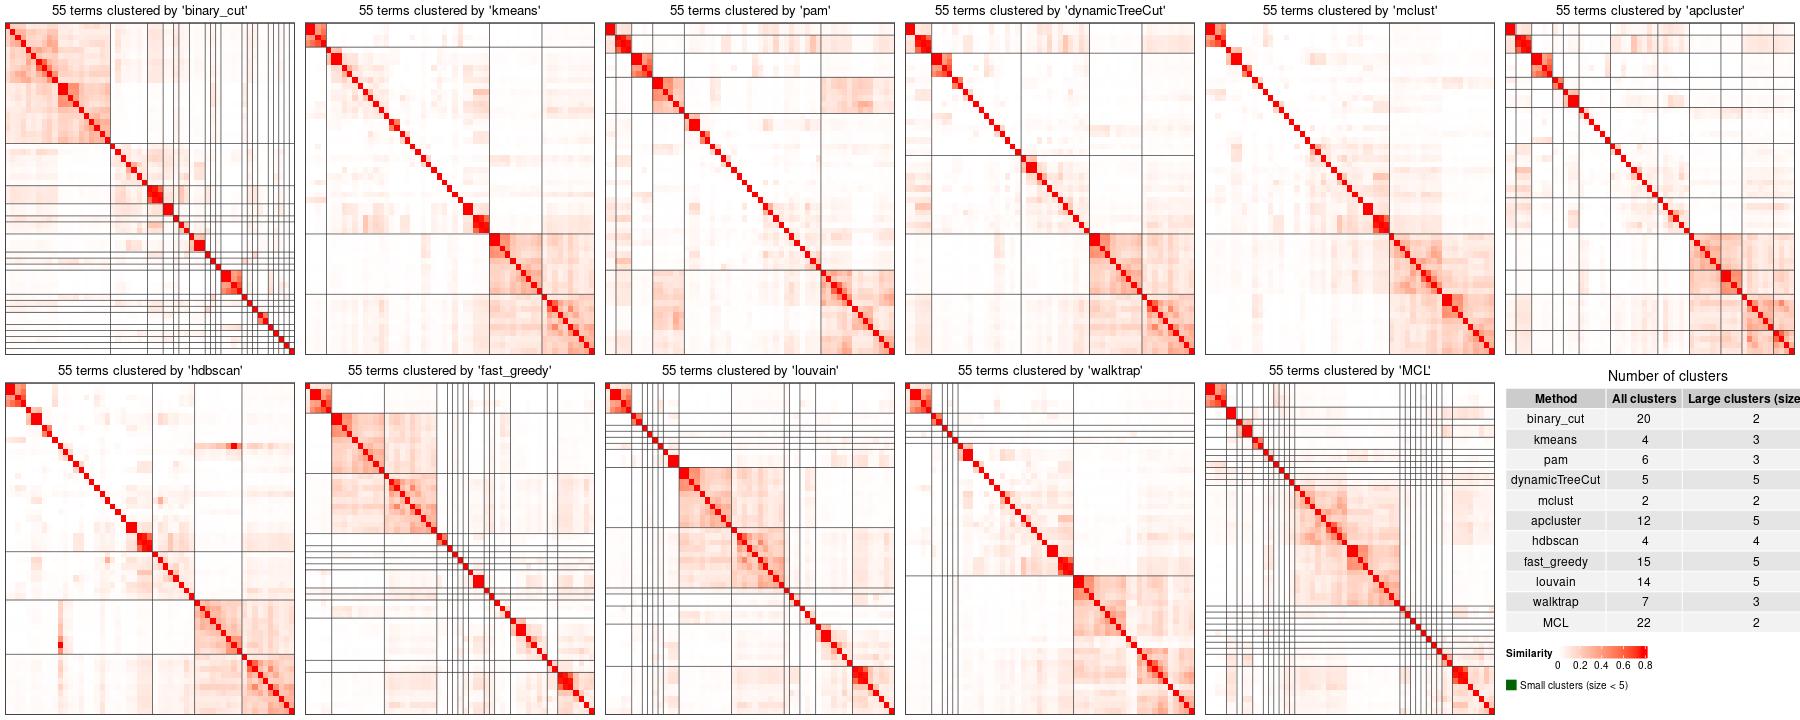 55 terms clustered by 'binary_cut'
55 terms clustered by 'kmeans'
55 terms clustered by 'pam'
55 terms clustered by 'dynamicTreeCut'
55 terms clustered by 'mclust'
55 terms clustered by 'apcluster'
55 terms clustered by 'hdbscan'
55 terms clustered by 'fast_greedy'
55 terms clustered by 'louvain'
55 terms clustered by 'walktrap'
55 terms clustered by 'MCL'
Number of clusters
Method All clusters Large clusters (size
binary_cut 20 2
kmeans 4 3
pam 6 3
dynamicTreeCut 5 5
mclust 2 2
apcluster 12 5
hdbscan 4 4
fast_greedy 15 5
louvain 14 5
walktrap 7 3
MCL 22 2
Similarity
0 0.2 0.4 0.6 0.8
Small clusters (size < 5)